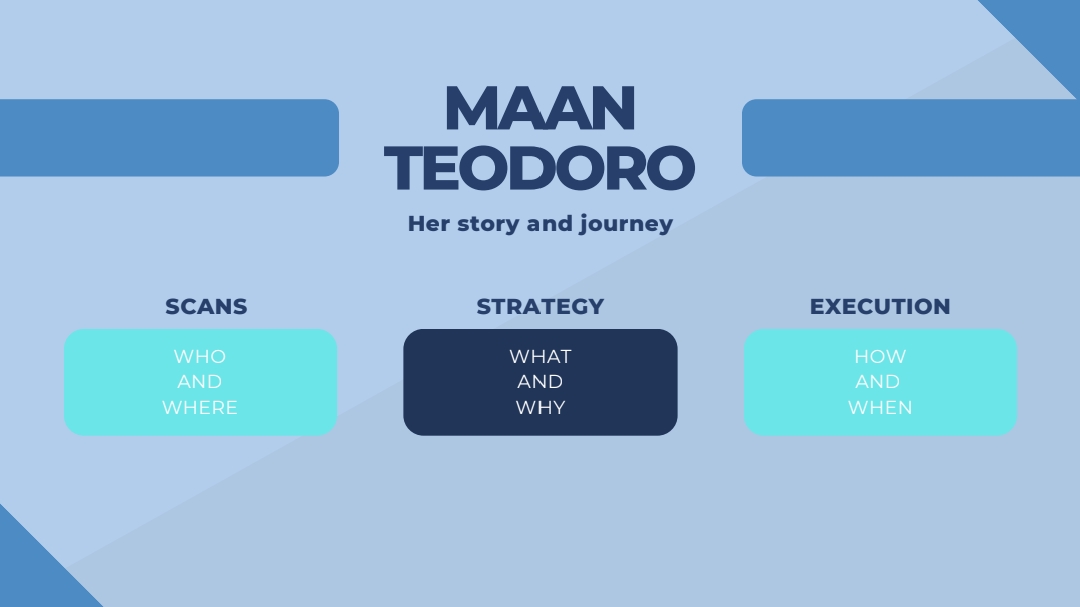 MAAN
TEODORO
Her story and journey
SCANS
WHO
AND
WHERE
STRATEGY
WHAT
AND
WHY
EXECUTION
HOW
AND
WHEN